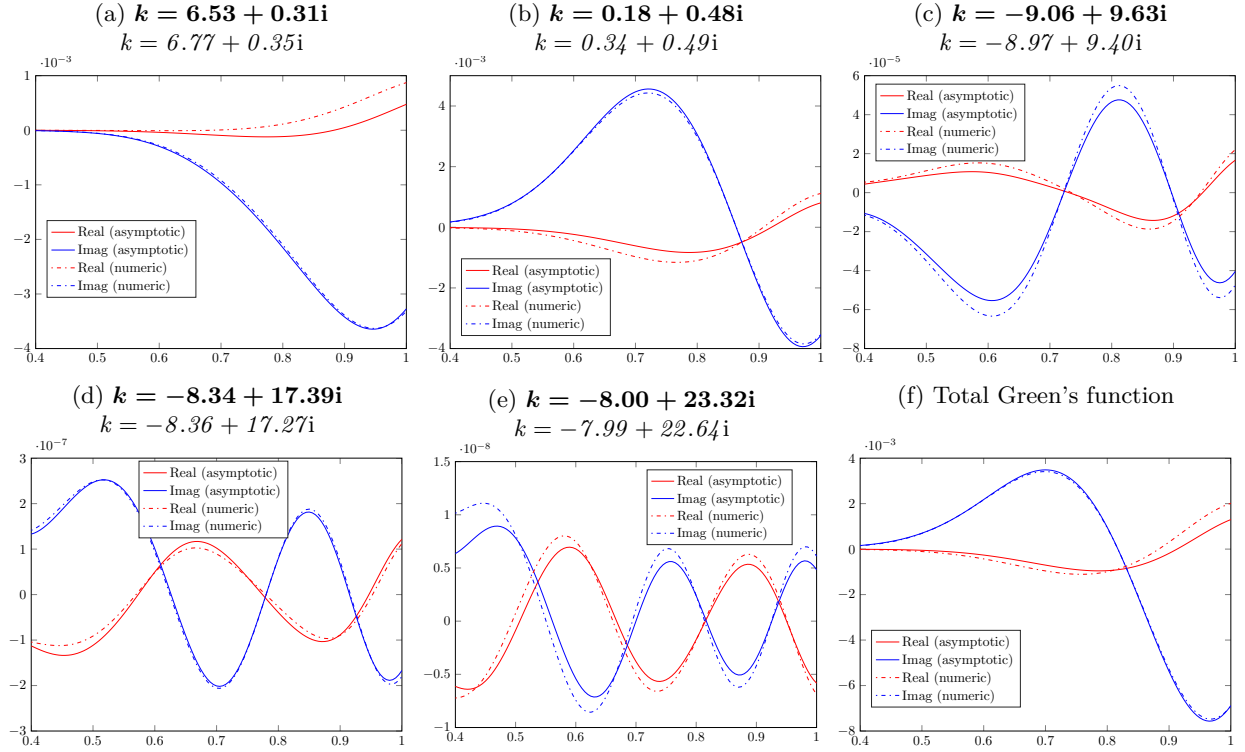 (a) k = 6.53 + 0.31i
k = 6.77 + 0.35i
·10⁻³
1
0
−1
−2
−3
−4
0.4 0.5 0.6 0.7 0.8 0.9 1
Real (asymptotic)
Imag (asymptotic)
Real (numeric)
Imag (numeric)
(b) k = 0.18 + 0.48i
k = 0.34 + 0.49i
·10⁻³
4
2
0
−2
−4
0.4 0.5 0.6 0.7 0.8 0.9 1
Real (asymptotic)
Imag (asymptotic)
Real (numeric)
Imag (numeric)
(c) k = −9.06 + 9.63i
k = −8.97 + 9.40i
·10⁻⁵
6
4
2
0
−2
−4
−6
−8
0.4 0.5 0.6 0.7 0.8 0.9 1
Real (asymptotic)
Imag (asymptotic)
Real (numeric)
Imag (numeric)
(d) k = −8.34 + 17.39i
k = −8.36 + 17.27i
·10⁻⁷
3
2
1
0
−1
−2
−3
0.4 0.5 0.6 0.7 0.8 0.9 1
Real (asymptotic)
Imag (asymptotic)
Real (numeric)
Imag (numeric)
(e) k = −8.00 + 23.32i
k = −7.99 + 22.64i
·10⁻⁸
1.5
1
0.5
0
−0.5
−1
0.4 0.5 0.6 0.7 0.8 0.9 1
Real (asymptotic)
Imag (asymptotic)
Real (numeric)
Imag (numeric)
(f) Total Green's function
·10⁻³
4
2
0
−2
−4
−6
−8
0.4 0.5 0.6 0.7 0.8 0.9 1
Real (asymptotic)
Imag (asymptotic)
Real (numeric)
Imag (numeric)